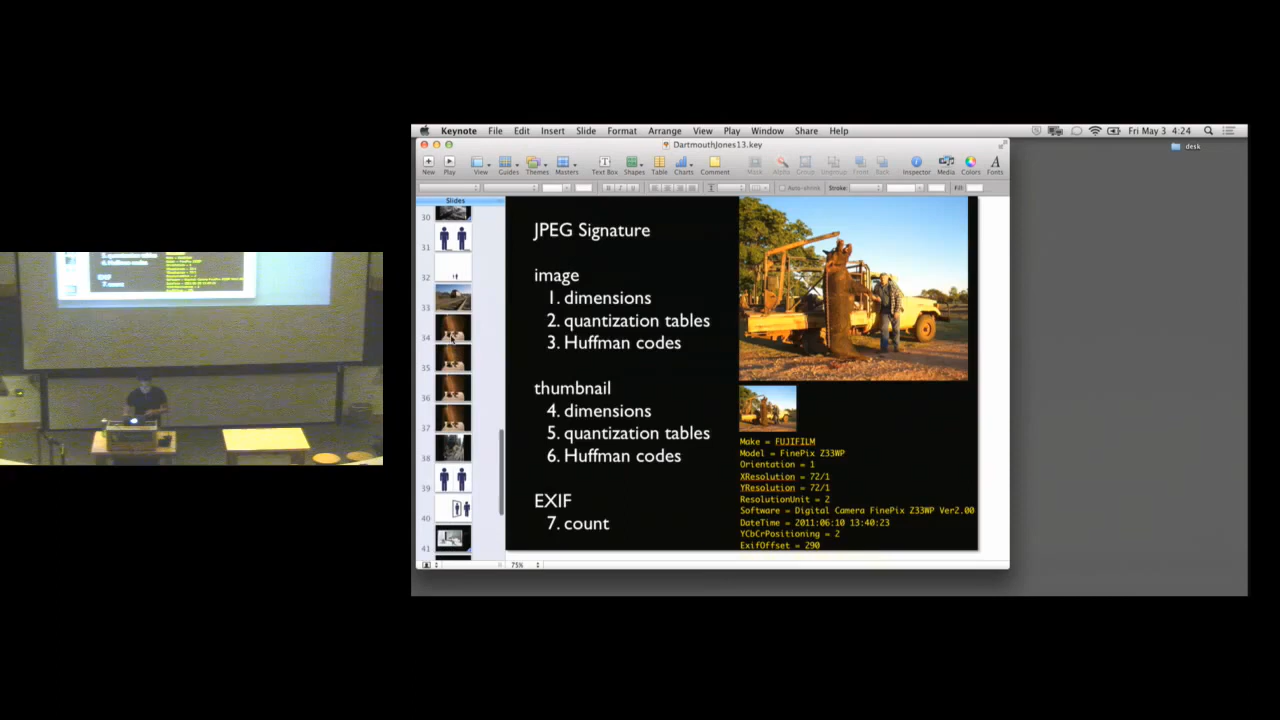 Keynote File Edit Insert Slide Format Arrange View Play Window Share Help Fri May 3 4:24
DartmouthJones13.key
desk
New Play View Guides Themes Masters Text Box Shapes Table Charts Comment Mask Alpha Group Ungroup Front Back Inspector Media Colors Fonts
Auto-shrink Stroke: Fill:
Slides
30
31
32
33
34
35
36
37
38
39
40
41
JPEG Signature
image
1. dimensions
2. quantization tables
3. Huffman codes
thumbnail
4. dimensions
5. quantization tables
6. Huffman codes
EXIF
7. count
Make = FUJIFILM
Model = FinePix Z33WP
Orientation = 1
XResolution = 72/1
YResolution = 72/1
ResolutionUnit = 2
Software = Digital Camera FinePix Z33WP Ver2.00
DateTime = 2011:06:10 13:40:23
YCbCrPositioning = 2
ExifOffset = 290
75%